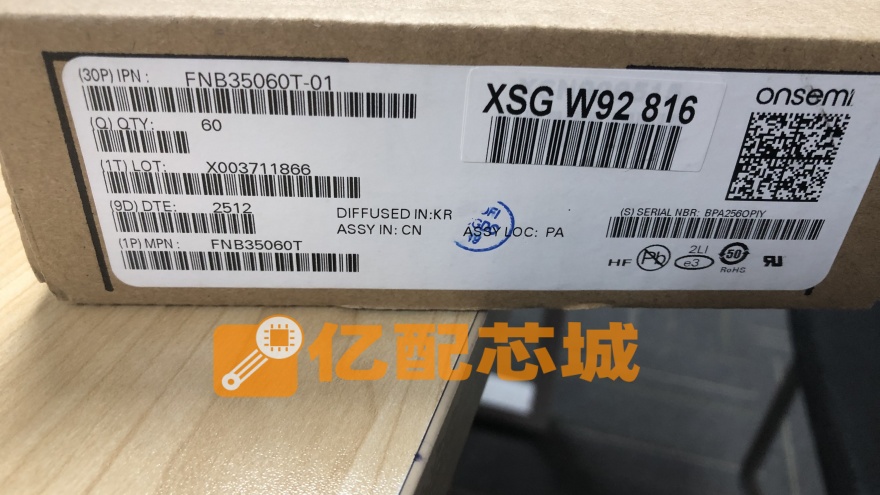 (30P) IPN : FNB35060T-01
(Q) QTY: 60
(1T) LOT: X003711866
(9D) DTE: 2512
(1P) MPN : FNB35060T
DIFFUSED IN:KR
ASSY IN: CN
ASSY LOC: PA
XSG W92 816
onsemi
(S) SERIAL NBR: BPA256OPIY
HF
Pb
2LI
e3
50
RoHS
亿配芯城